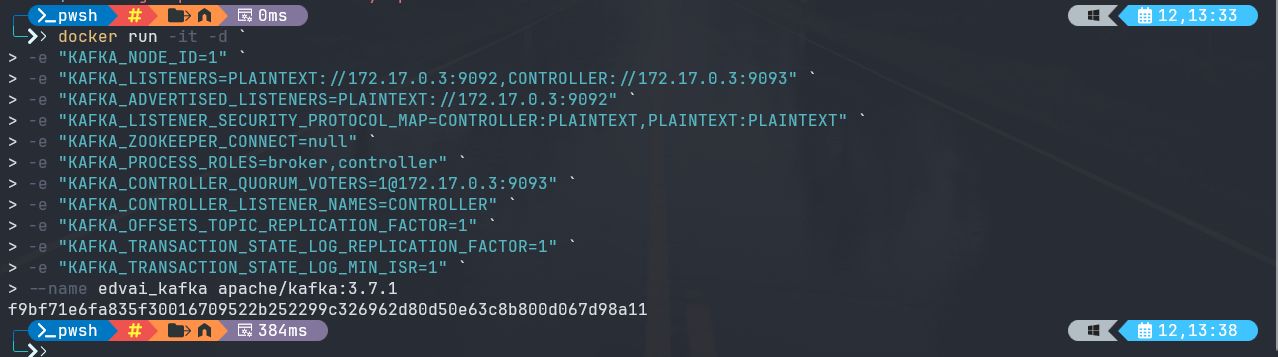 pwsh # 0ms 12,13:33
❯❯ docker run -it -d `
> -e "KAFKA_NODE_ID=1" `
> -e "KAFKA_LISTENERS=PLAINTEXT://172.17.0.3:9092,CONTROLLER://172.17.0.3:9093" `
> -e "KAFKA_ADVERTISED_LISTENERS=PLAINTEXT://172.17.0.3:9092" `
> -e "KAFKA_LISTENER_SECURITY_PROTOCOL_MAP=CONTROLLER:PLAINTEXT,PLAINTEXT:PLAINTEXT" `
> -e "KAFKA_ZOOKEEPER_CONNECT=null" `
> -e "KAFKA_PROCESS_ROLES=broker,controller" `
> -e "KAFKA_CONTROLLER_QUORUM_VOTERS=1@172.17.0.3:9093" `
> -e "KAFKA_CONTROLLER_LISTENER_NAMES=CONTROLLER" `
> -e "KAFKA_OFFSETS_TOPIC_REPLICATION_FACTOR=1" `
> -e "KAFKA_TRANSACTION_STATE_LOG_REPLICATION_FACTOR=1" `
> -e "KAFKA_TRANSACTION_STATE_LOG_MIN_ISR=1" `
> --name edvai_kafka apache/kafka:3.7.1
f9bf71e6fa835f30016709522b252299c326962d80d50e63c8b800d067d98a11
pwsh # 384ms 12,13:38
❯❯